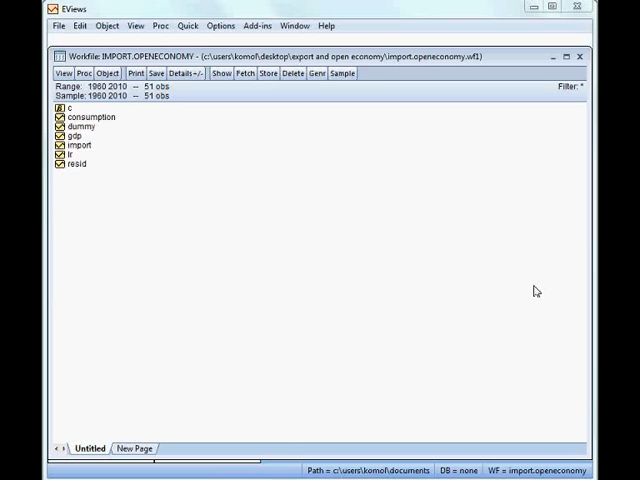 EViews
File Edit Object View Proc Quick Options Add-ins Window Help
Workfile: IMPORT.OPENECONOMY - (c:\users\komol\desktop\export and open economy\import.openeconomy.wf1)
View Proc Object Print Save Details+/- Show Fetch Store Delete Genr Sample
Range: 1960 2010 -- 51 obs Filter: *
Sample: 1960 2010 -- 51 obs
c
consumption
dummy
gdp
import
lr
resid
Untitled New Page
Path = c:\users\komol\documents DB = none WF = import.openeconomy